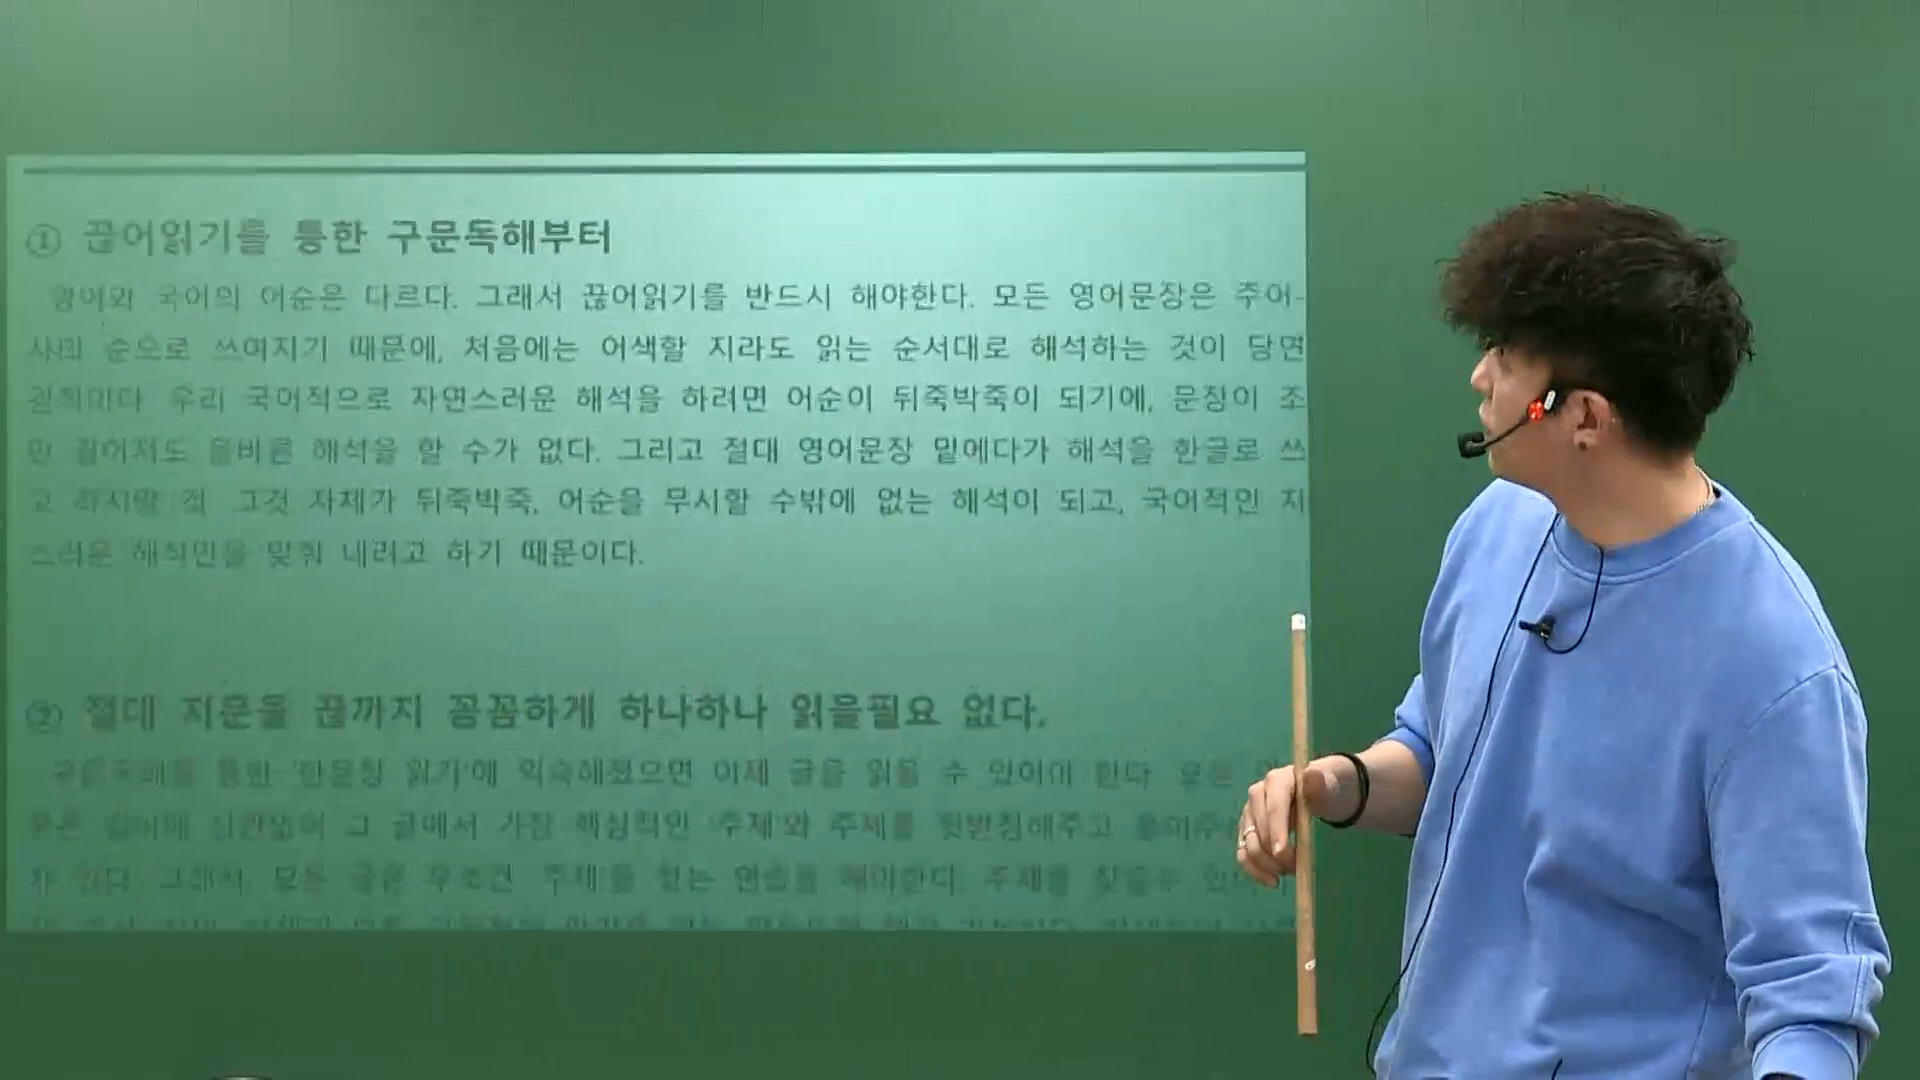 ① 끊어읽기를 통한 구문독해부터
영어와 국어의 어순은 다르다. 그래서 끊어읽기를 반드시 해야한다. 모든 영어문장은 주어-
순으로 쓰여지기 때문에, 처음에는 어색할 지라도 읽는 순서대로 해석하는 것이 당연
원칙이다 우리 국어적으로 자연스러운 해석을 하려면 어순이 뒤죽박죽이 되기에, 문장이 조
만 길어져도 올바른 해석을 할 수가 없다. 그리고 절대 영어문장 밑에다가 해석을 한글로 쓰
고 하지말 것 그것 자체가 뒤죽박죽, 어순을 무시할 수밖에 없는 해석이 되고, 국어적인 자
스러운 해석만을 맞춰 내려고 하기 때문이다.
② 절대 지문을 끝까지 꼼꼼하게 하나하나 읽을필요 없다.
구문독해를 통한 '한문장 읽기'에 익숙해졌으면 이제 글을 읽을 수 있어야 한다 모든
길이에 상관없이 그 글에서 가장 핵심적인 '주제'와 주제를 뒷받침해주고
가 있다. 그래서, 모든 글은 무조건 '주제'를 찾는 연습을 해야한다. 주제를 찾을수